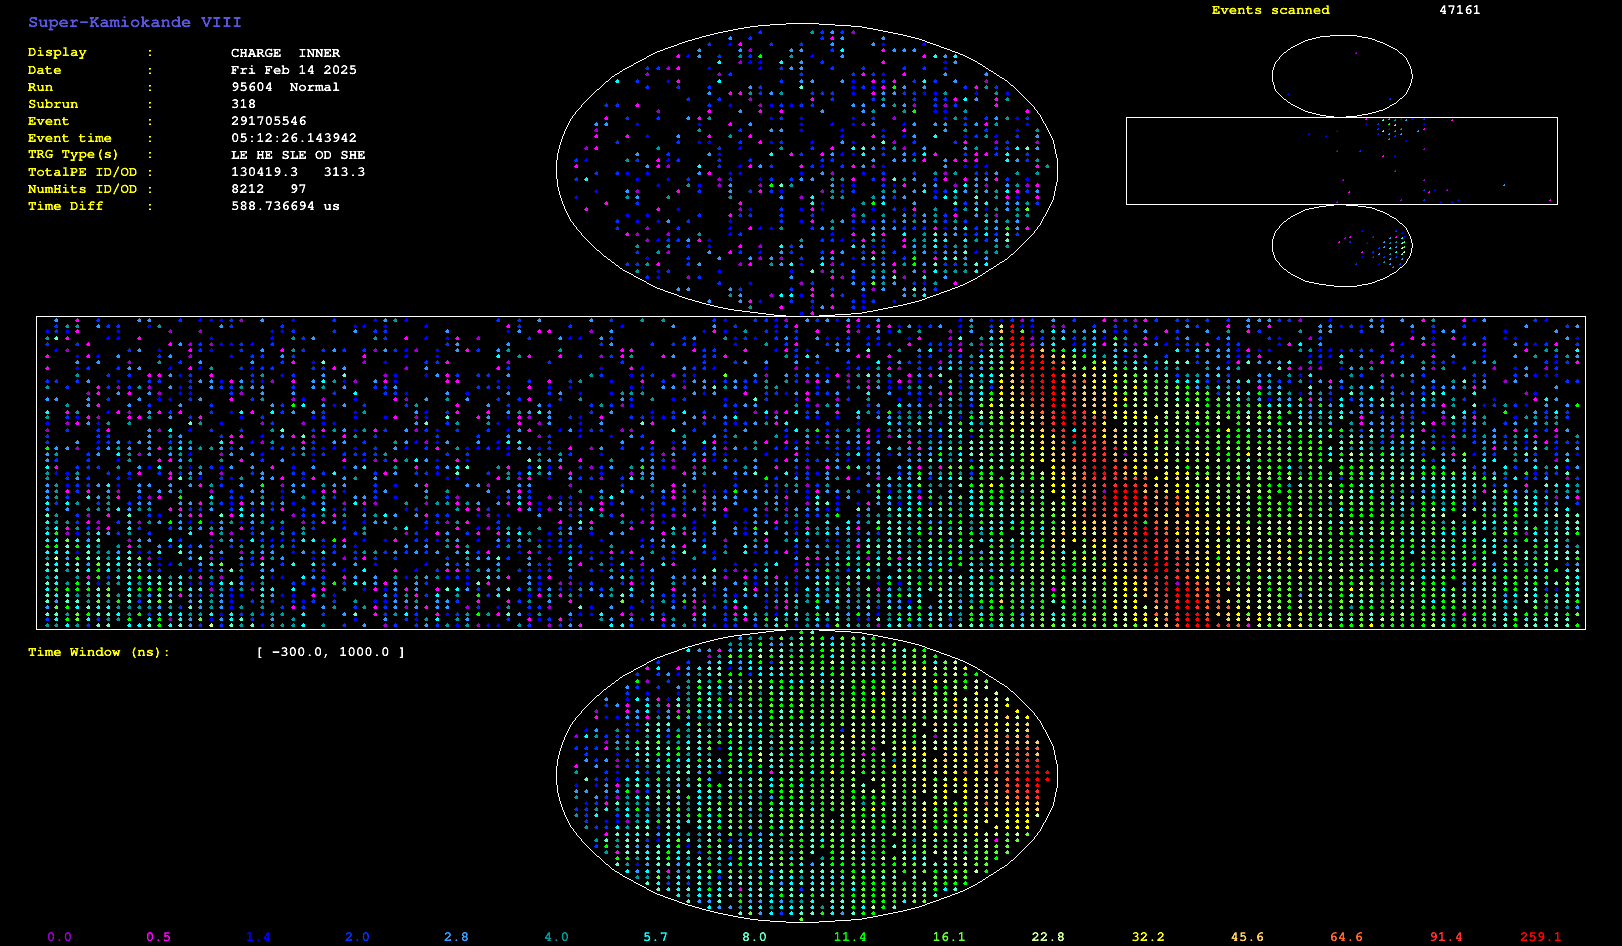 Super-Kamiokande VIII
Events scanned 47161
Display : CHARGE INNER
Date : Fri Feb 14 2025
Run : 95604 Normal
Subrun : 318
Event : 291705546
Event time : 05:12:26.143942
TRG Type(s) : LE HE SLE OD SHE
TotalPE ID/OD : 130419.3 313.3
NumHits ID/OD : 8212 97
Time Diff : 588.736694 us
Time Window (ns): [ -300.0, 1000.0 ]
0.0 0.5 1.4 2.0 2.8 4.0 5.7 8.0 11.4 16.1 22.8 32.2 45.6 64.6 91.4 259.1